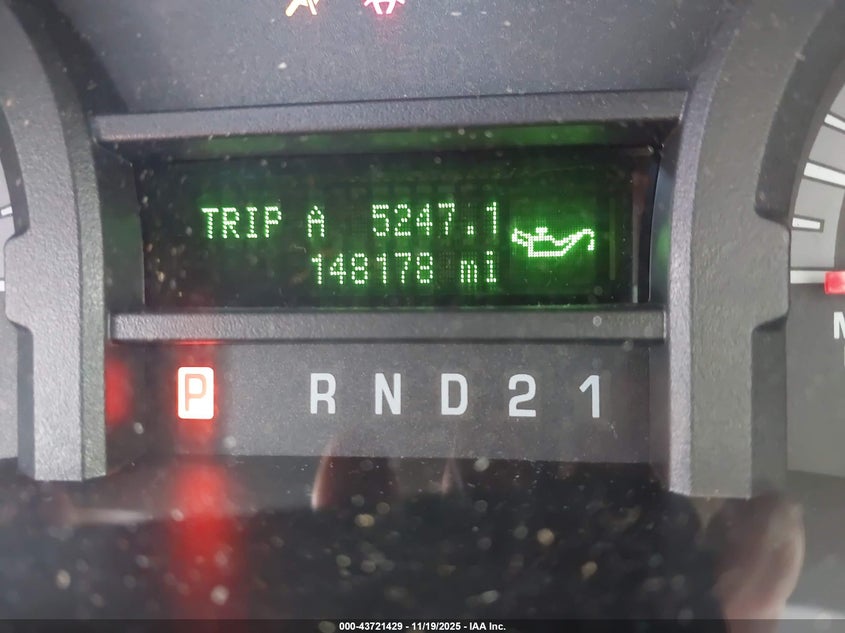 TRIP A 5247.1
148178 mi
P R N D 2 1
000-43721429 - 11/19/2025 - IAA Inc.